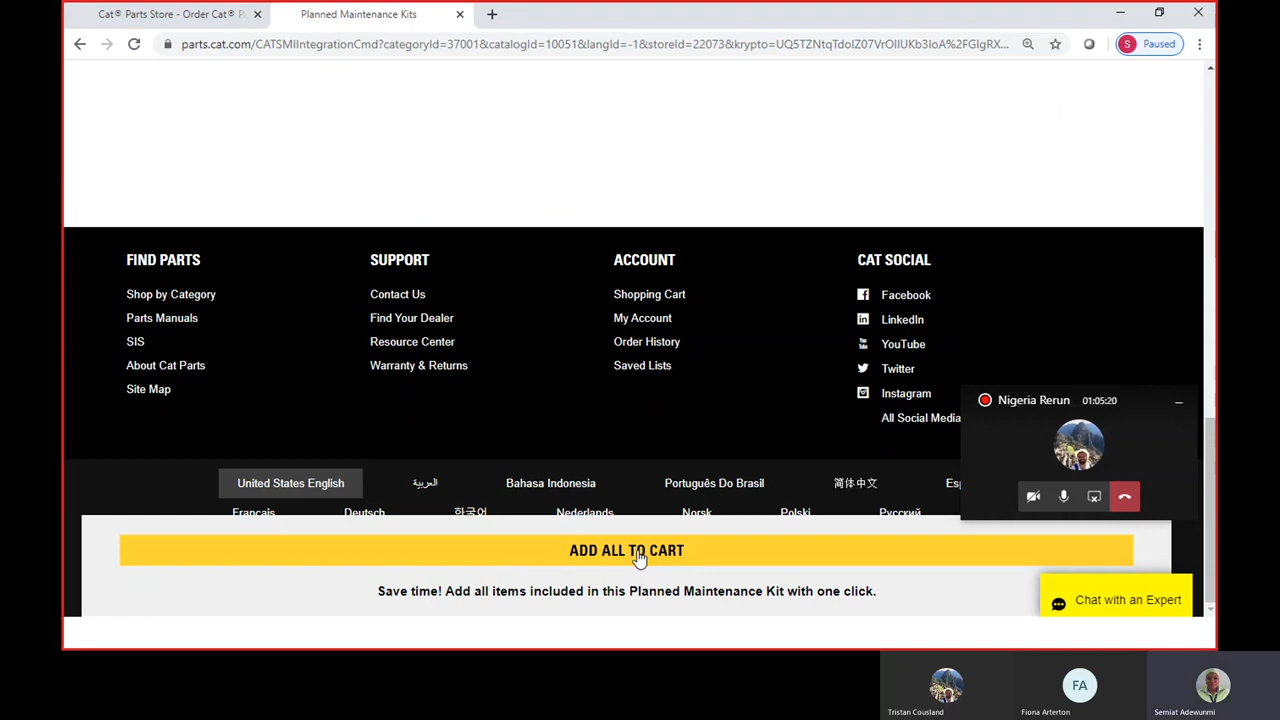 Cat® Parts Store - Order Cat® P
Planned Maintenance Kits
parts.cat.com/CATSMIIntegrationCmd?categoryId=37001&catalogId=10051&langId=-1&storeId=22073&krypto=UQ5TZNtqTdoIZ07VrOIIUKb3IoA%2FGIgRX...
S
Paused
FIND PARTS
Shop by Category
Parts Manuals
SIS
About Cat Parts
Site Map
SUPPORT
Contact Us
Find Your Dealer
Resource Center
Warranty & Returns
ACCOUNT
Shopping Cart
My Account
Order History
Saved Lists
CAT SOCIAL
Facebook
LinkedIn
YouTube
Twitter
Instagram
All Social Media
Nigeria Rerun 01:05:20
United States English العربية Bahasa Indonesia Português Do Brasil 简体中文 Es
Français Deutsch 한국어 Nederlands Norsk Polski Русский
ADD ALL TO CART
Save time! Add all items included in this Planned Maintenance Kit with one click.
Chat with an Expert
FA
Tristan Cousland
Fiona Arterton
Semiat Adewunmi